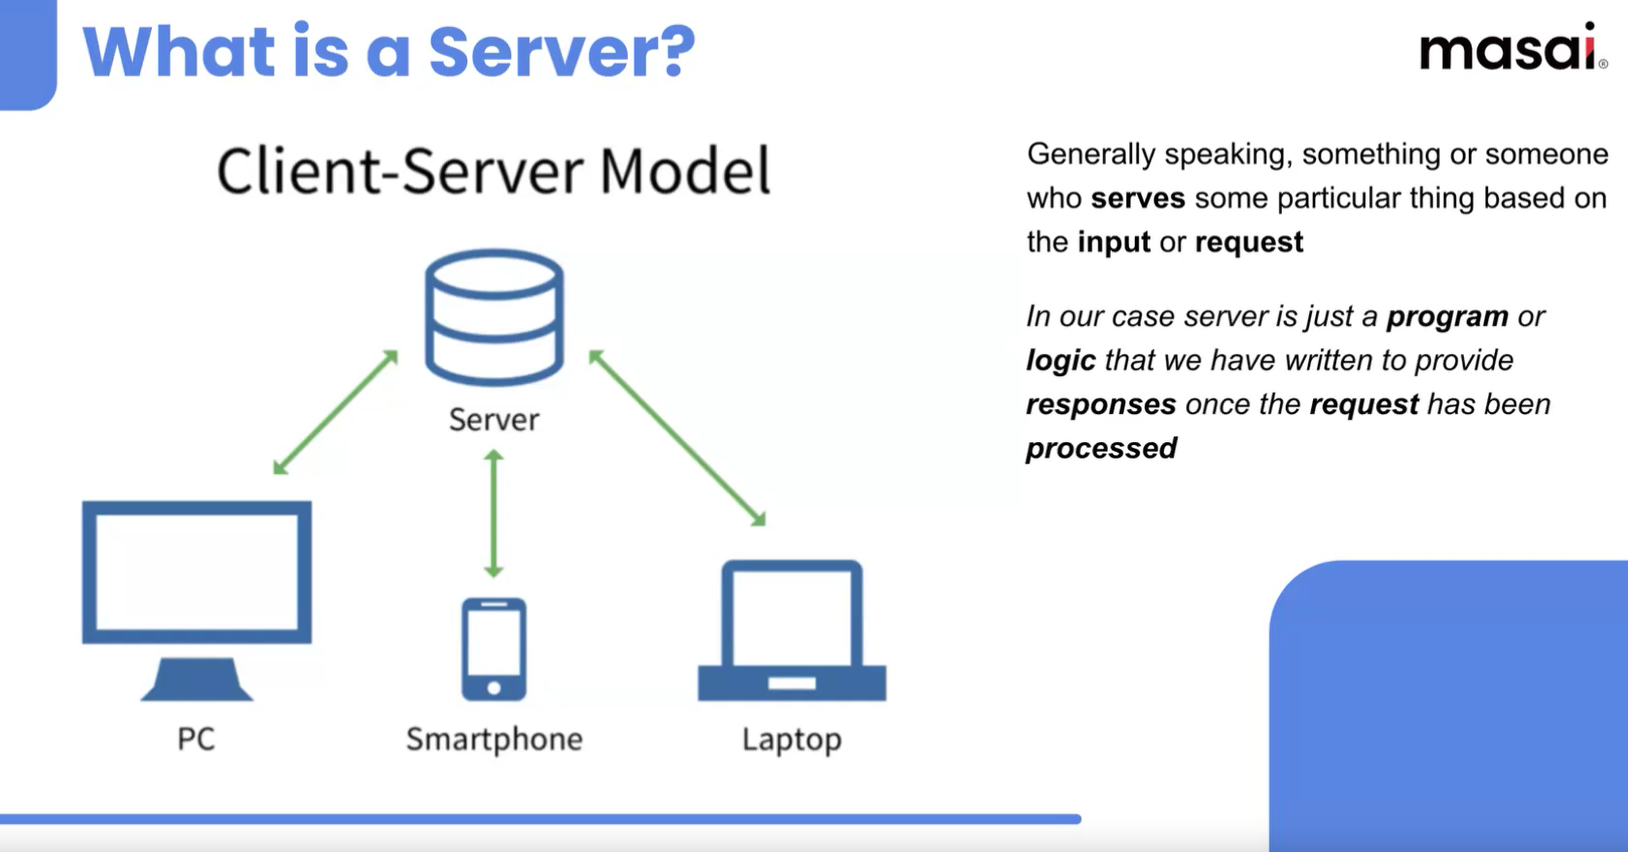 What is a Server?
masai®
Client-Server Model
Server
PC
Smartphone
Laptop
Generally speaking, something or someone
who serves some particular thing based on
the input or request
In our case server is just a program or
logic that we have written to provide
responses once the request has been
processed